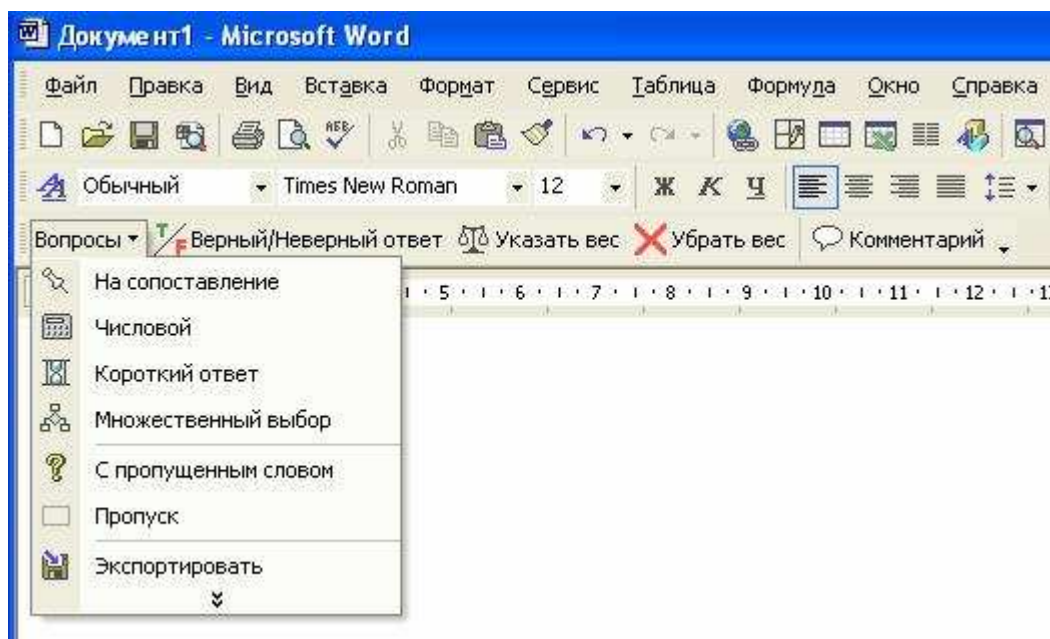 Документ1 - Microsoft Word
Файл Правка Вид Вставка Формат Сервис Таблица Формула Окно Справка
Обычный Times New Roman 12 Ж К Ч
Вопросы T/F Верный/Неверный ответ Указать вес Убрать вес Комментарий
На сопоставление
5 6 7 8 9 10 11 12
Числовой
Короткий ответ
Множественный выбор
С пропущенным словом
Пропуск
Экспортировать